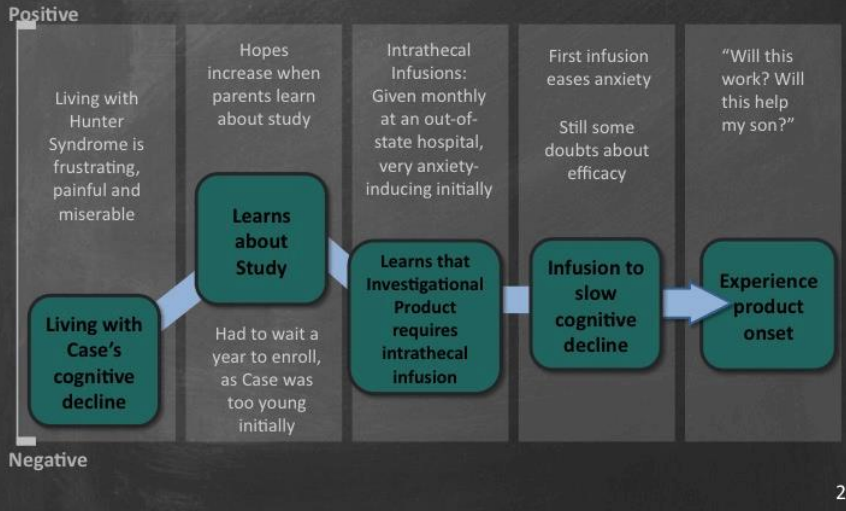 Positive
Living with
Hunter
Syndrome is
frustrating,
painful and
miserable
Living with
Case's
cognitive
decline
Hopes
increase when
parents learn
about study
Learns
about
Study
Had to wait a
year to enroll,
as Case was
too young
initially
Intrathecal
Infusions:
Given monthly
at an out-of-
state hospital,
very anxiety-
inducing initially
Learns that
Investigational
Product
requires
intrathecal
infusion
First infusion
eases anxiety
Still some
doubts about
efficacy
Infusion to
slow
cognitive
decline
“Will this
work? Will
this help
my son?”
Experience
product
onset
Negative
2